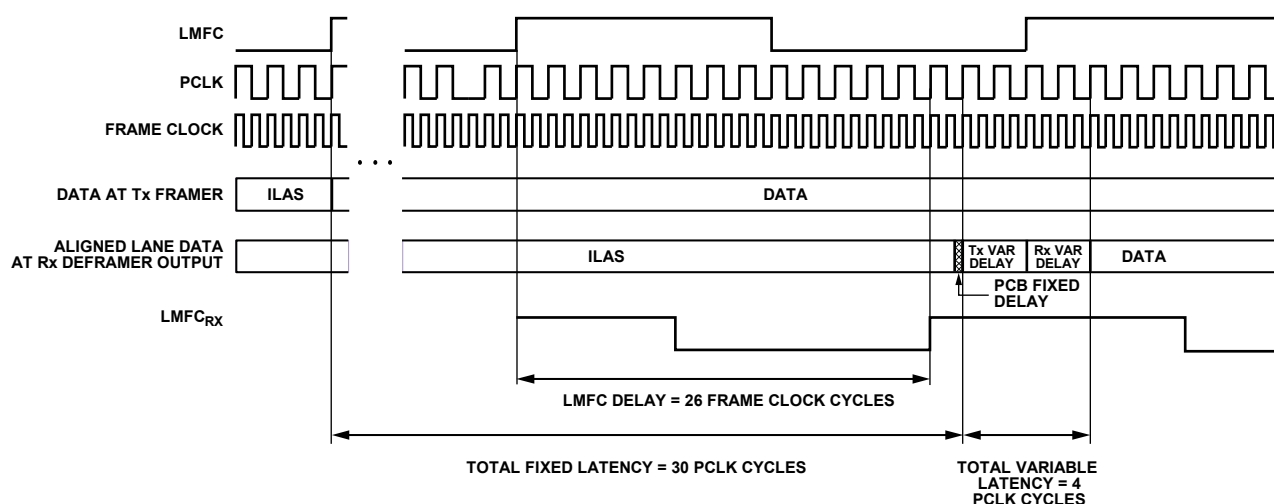 LMFC
PCLK
FRAME CLOCK
. . .
DATA AT Tx FRAMER
ILAS
DATA
ALIGNED LANE DATA
AT Rx DEFRAMER OUTPUT
ILAS
Tx VAR
DELAY
Rx VAR
DELAY
DATA
PCB FIXED
DELAY
LMFCRX
LMFC DELAY = 26 FRAME CLOCK CYCLES
TOTAL FIXED LATENCY = 30 PCLK CYCLES
TOTAL VARIABLE
LATENCY = 4
PCLK CYCLES